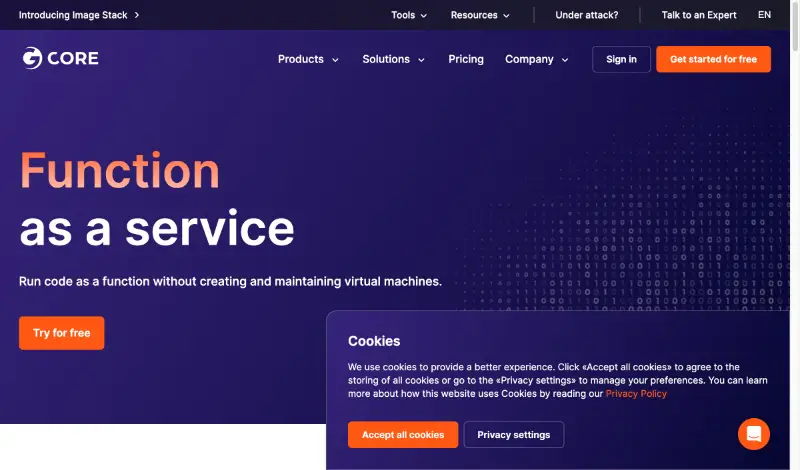 Introducing Image Stack
Tools Resources Under attack? Talk to an Expert EN
CORE
Products Solutions Pricing Company Sign in Get started for free
Function
as a service
Run code as a function without creating and maintaining virtual machines.
Try for free
Cookies
We use cookies to provide a better experience. Click «Accept all cookies» to agree to the
storing of all cookies or go to the «Privacy settings» to manage your preferences. You can learn
more about how this website uses Cookies by reading our Privacy Policy
Accept all cookies Privacy settings